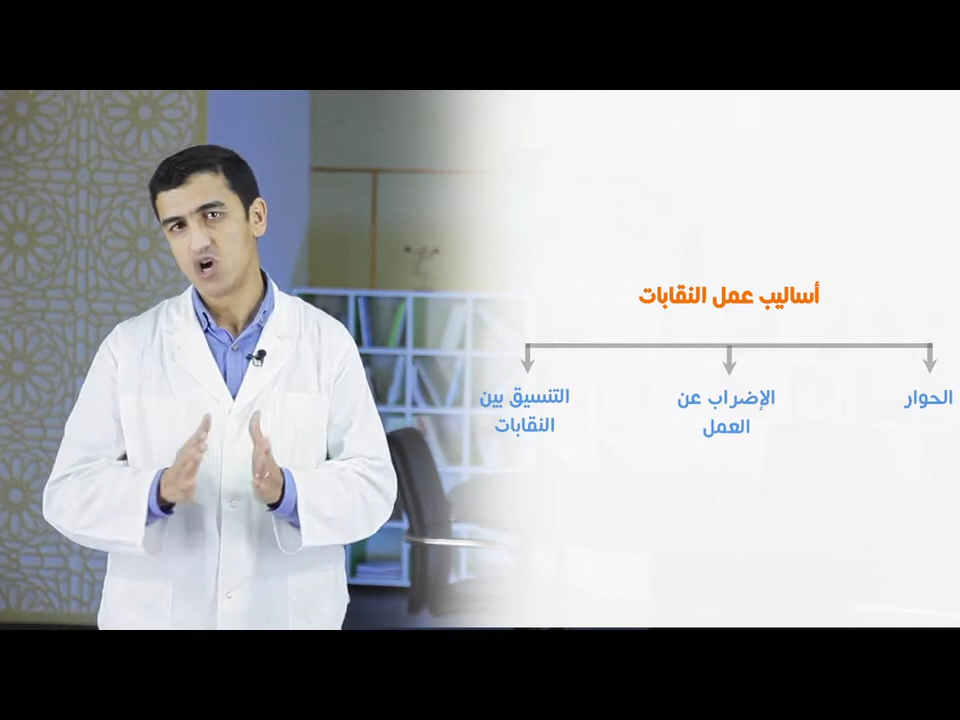 أساليب عمل النقابات
الحوار
الإضراب عن
العمل
التنسيق بين
النقابات